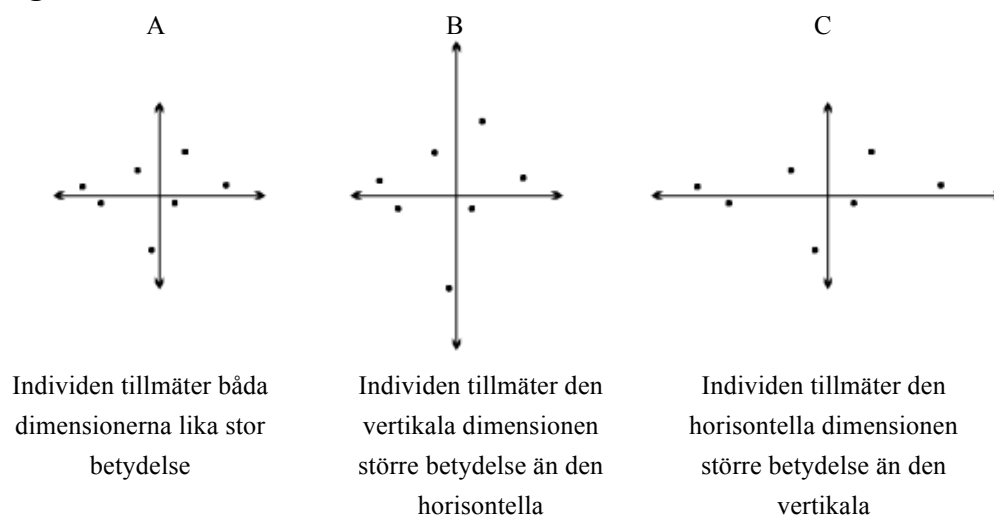 A
B
C
Individen tillmäter båda
dimensionerna lika stor
betydelse
Individen tillmäter den
vertikala dimensionen
större betydelse än den
horisontella
Individen tillmäter den
horisontella dimensionen
större betydelse än den
vertikala